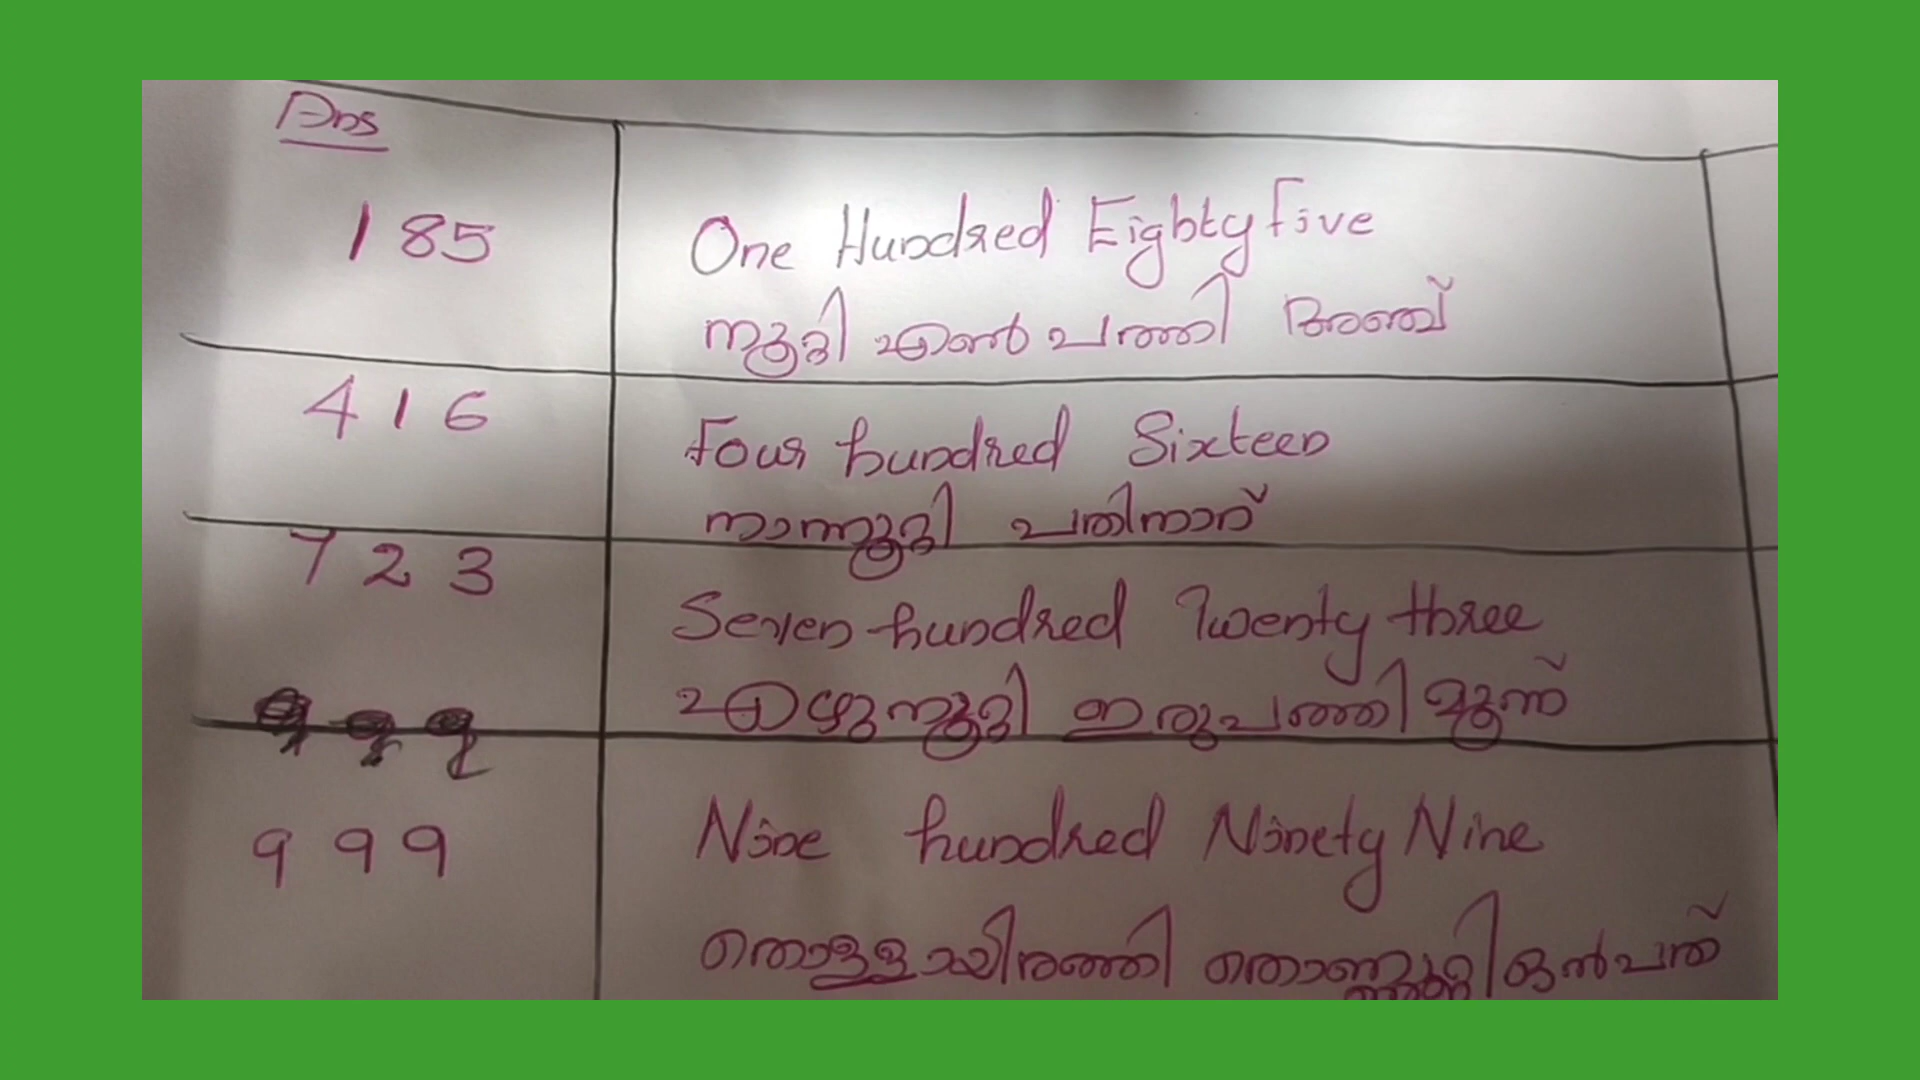 Ans
185
One Hundred Eighty five
നൂറ്റി എൺപത്തി അഞ്ച്
416
Four hundred Sixteen
നാന്നൂറ്റി പതിനാറ്
723
Seven hundred Twenty three
എഴുനൂറ്റി ഇരുപത്തി മൂന്ന്
999
Nine hundred Ninety Nine
തൊള്ളായിരത്തി തൊണ്ണൂറ്റി ഒൻപത്